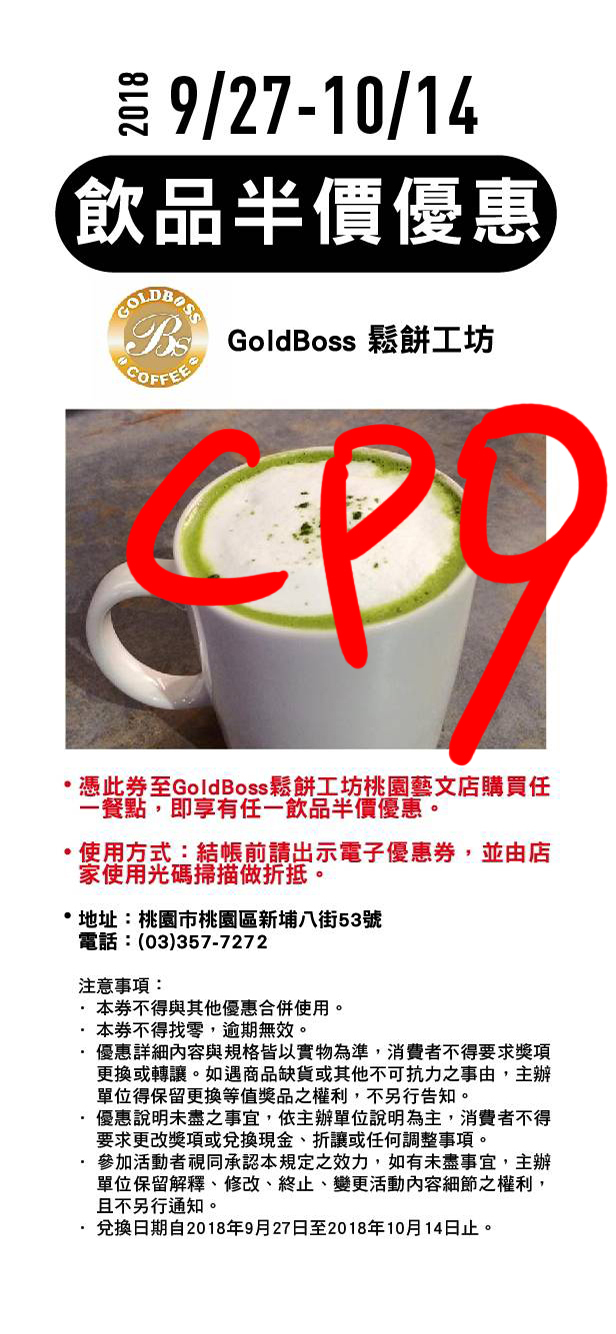 2018 9/27-10/14
飲品半價優惠
GOLDBOSS
Bs
COFFEE
GoldBoss 鬆餅工坊
CP9
• 憑此券至GoldBoss鬆餅工坊桃園藝文店購買任
一餐點，即享有任一飲品半價優惠。
• 使用方式：結帳前請出示電子優惠券，並由店
家使用光碼掃描做折抵。
• 地址：桃園市桃園區新埔八街53號
電話：(03)357-7272
注意事項：
· 本券不得與其他優惠合併使用。
· 本券不得找零，逾期無效。
· 優惠詳細內容與規格皆以實物為準，消費者不得要求獎項
更換或轉讓。如遇商品缺貨或其他不可抗力之事由，主辦
單位得保留更換等值獎品之權利，不另行告知。
· 優惠說明未盡之事宜，依主辦單位說明為主，消費者不得
要求更改獎項或兌換現金、折讓或任何調整事項。
· 參加活動者視同承認本規定之效力，如有未盡事宜，主辦
單位保留解釋、修改、終止、變更活動內容細節之權利，
且不另行通知。
· 兌換日期自2018年9月27日至2018年10月14日止。